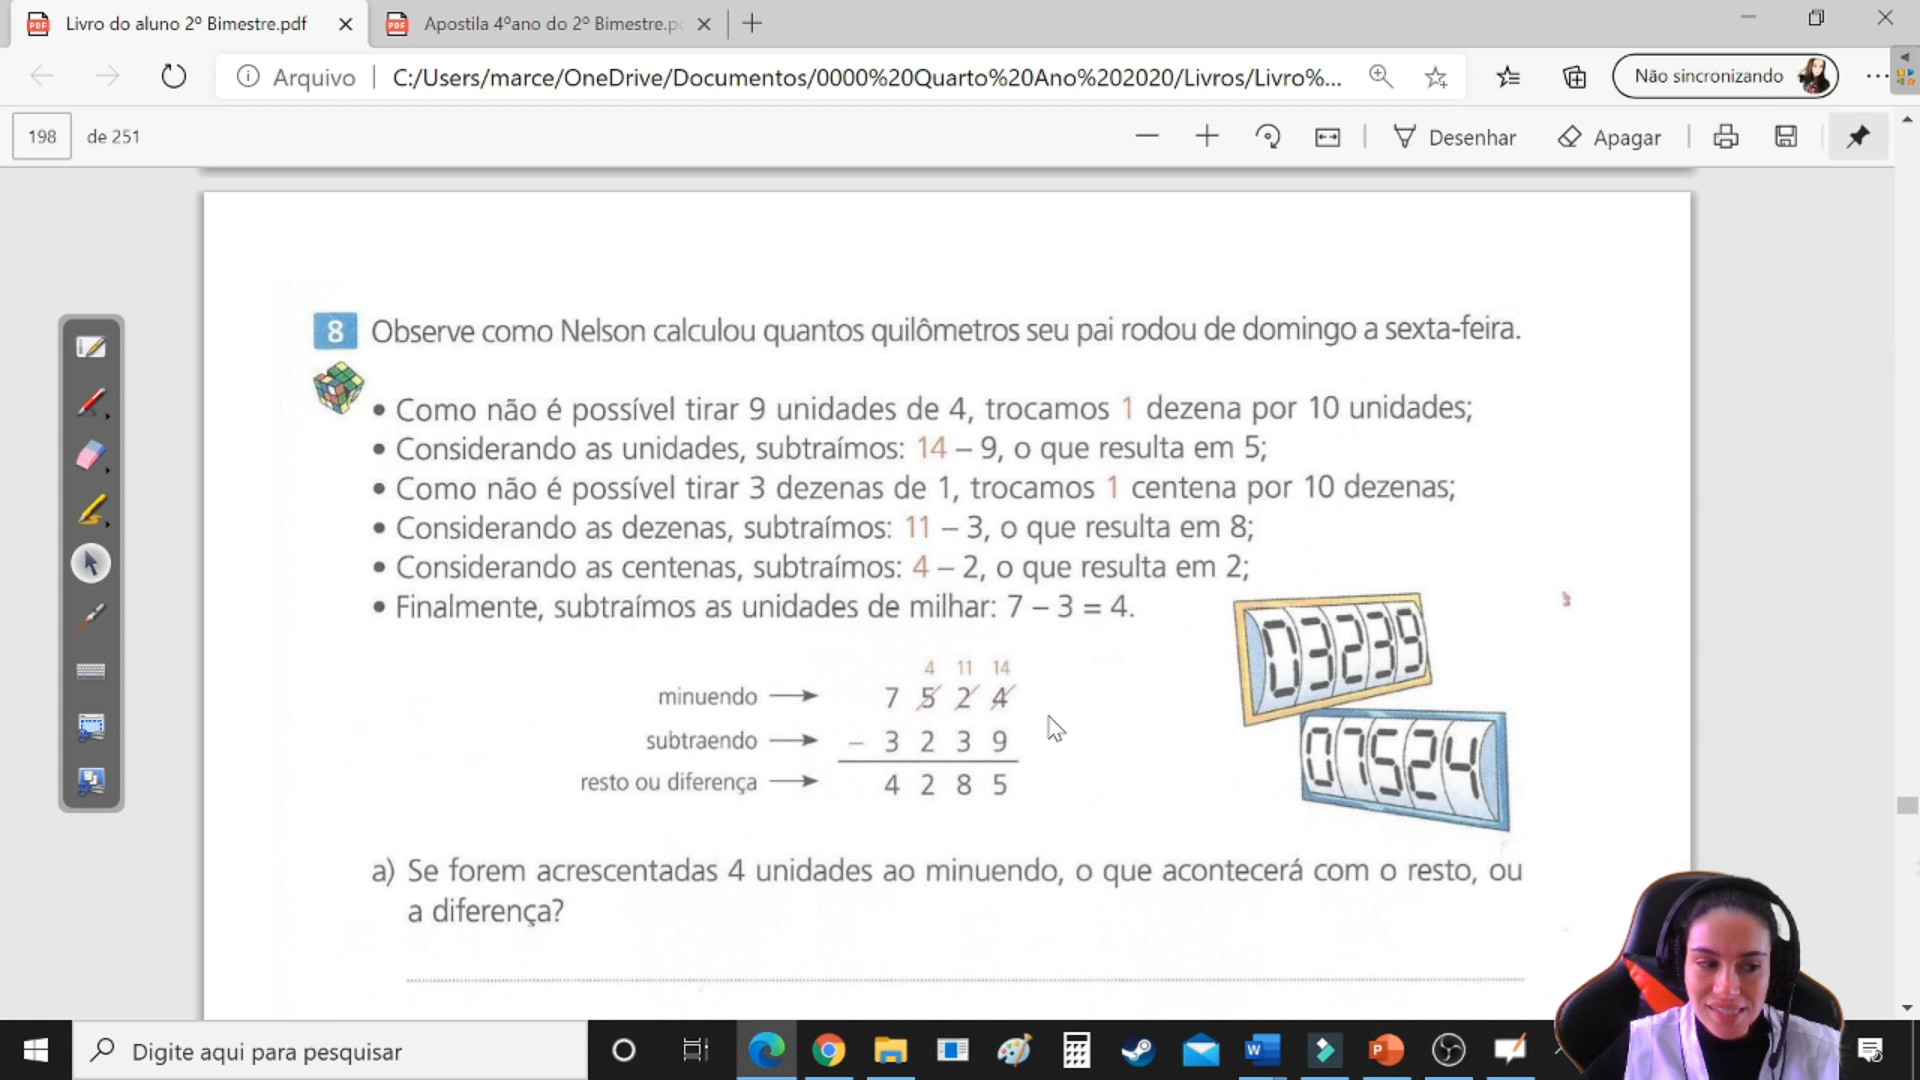 Livro do aluno 2º Bimestre.pdf
Apostila 4ºano do 2º Bimestre.p
Arquivo
C:/Users/marce/OneDrive/Documentos/0000%20Quarto%20Ano%202020/Livros/Livro%...
Não sincronizando
198 de 251
Desenhar
Apagar
8 Observe como Nelson calculou quantos quilômetros seu pai rodou de domingo a sexta-feira.
• Como não é possível tirar 9 unidades de 4, trocamos 1 dezena por 10 unidades;
• Considerando as unidades, subtraímos: 14 – 9, o que resulta em 5;
• Como não é possível tirar 3 dezenas de 1, trocamos 1 centena por 10 dezenas;
• Considerando as dezenas, subtraímos: 11 – 3, o que resulta em 8;
• Considerando as centenas, subtraímos: 4 – 2, o que resulta em 2;
• Finalmente, subtraímos as unidades de milhar: 7 – 3 = 4.
03239
07524
4 11 14
minuendo → 7 5 2 4
subtraendo → – 3 2 3 9
resto ou diferença → 4 2 8 5
a) Se forem acrescentadas 4 unidades ao minuendo, o que acontecerá com o resto, ou
a diferença?
Digite aqui para pesquisar